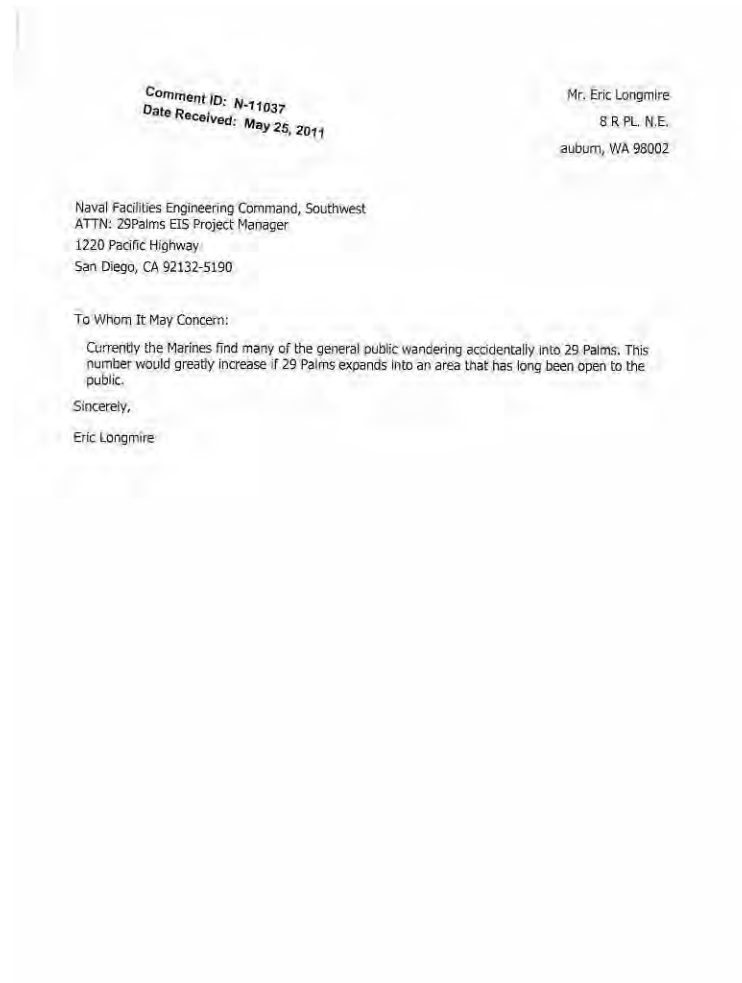 Comment ID: N-11037
Date Received: May 25, 2011
Mr. Eric Longmire
8 R PL. N.E.
auburn, WA 98002
Naval Facilities Engineering Command, Southwest
ATTN: 29Palms EIS Project Manager
1220 Pacific Highway
San Diego, CA 92132-5190
To Whom It May Concern:
Currently the Marines find many of the general public wandering accidentally into 29 Palms. This
number would greatly increase if 29 Palms expands into an area that has long been open to the
public.
Sincerely,
Eric Longmire